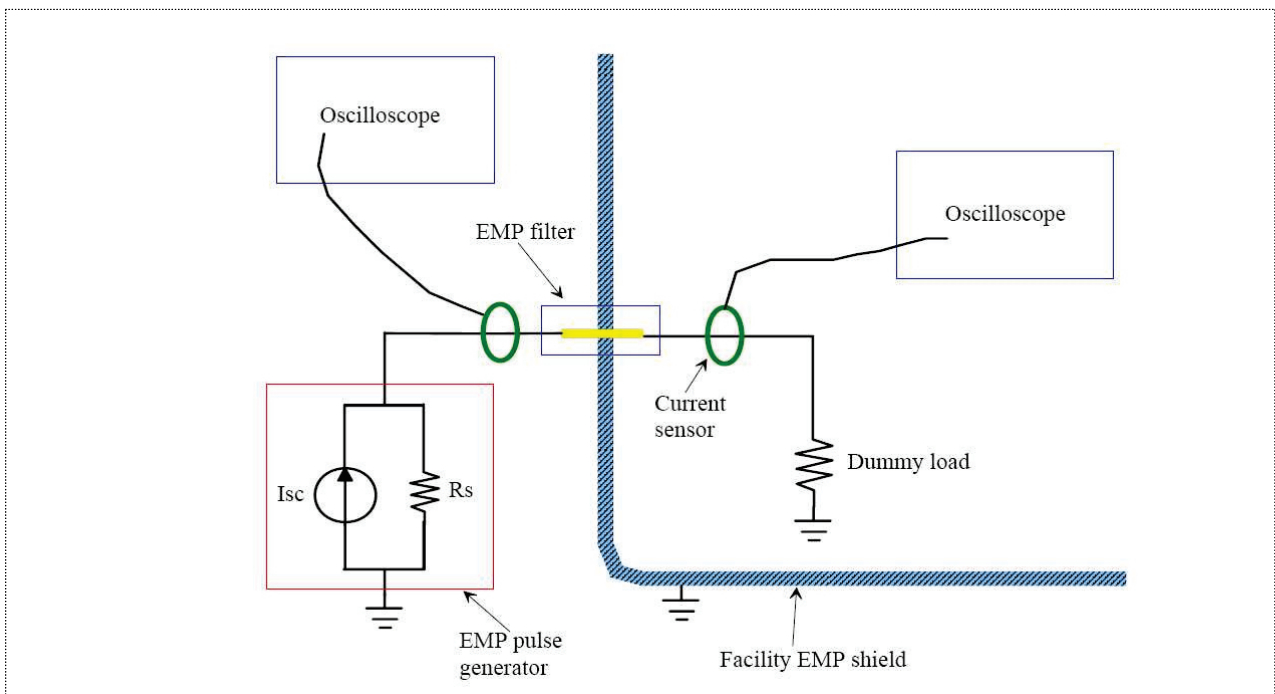 Oscilloscope
Oscilloscope
EMP filter
Current
sensor
Isc
Rs
Dummy load
EMP pulse
generator
Facility EMP shield